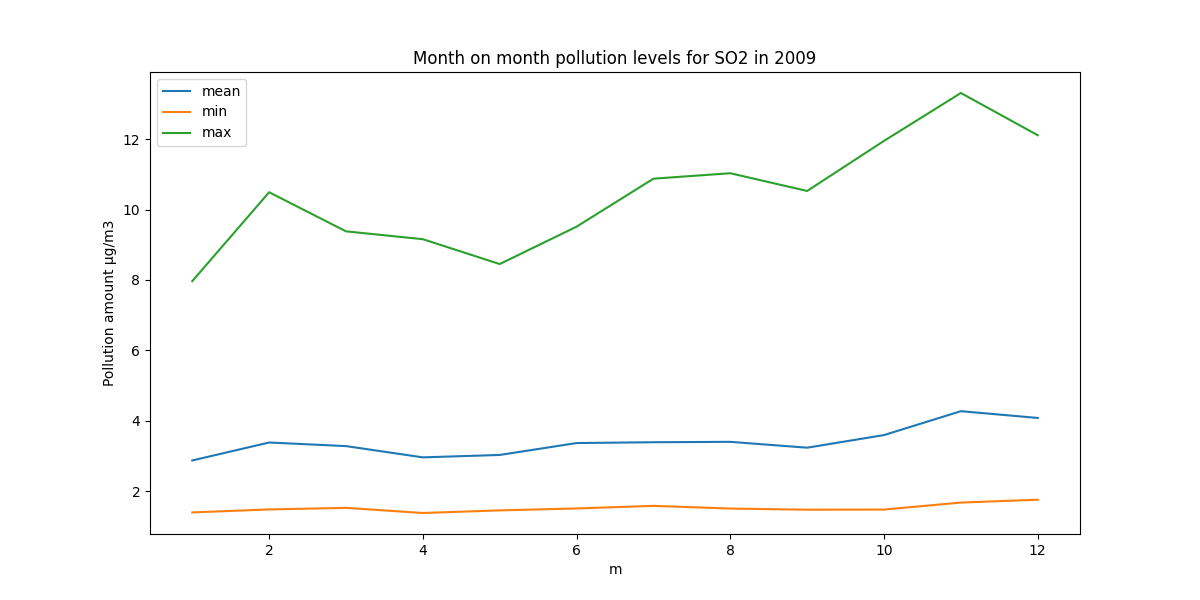 Month on month pollution levels for SO2 in 2009
mean
min
max
12
10
8
6
4
2
Pollution amount µg/m3
2 4 6 8 10 12
m